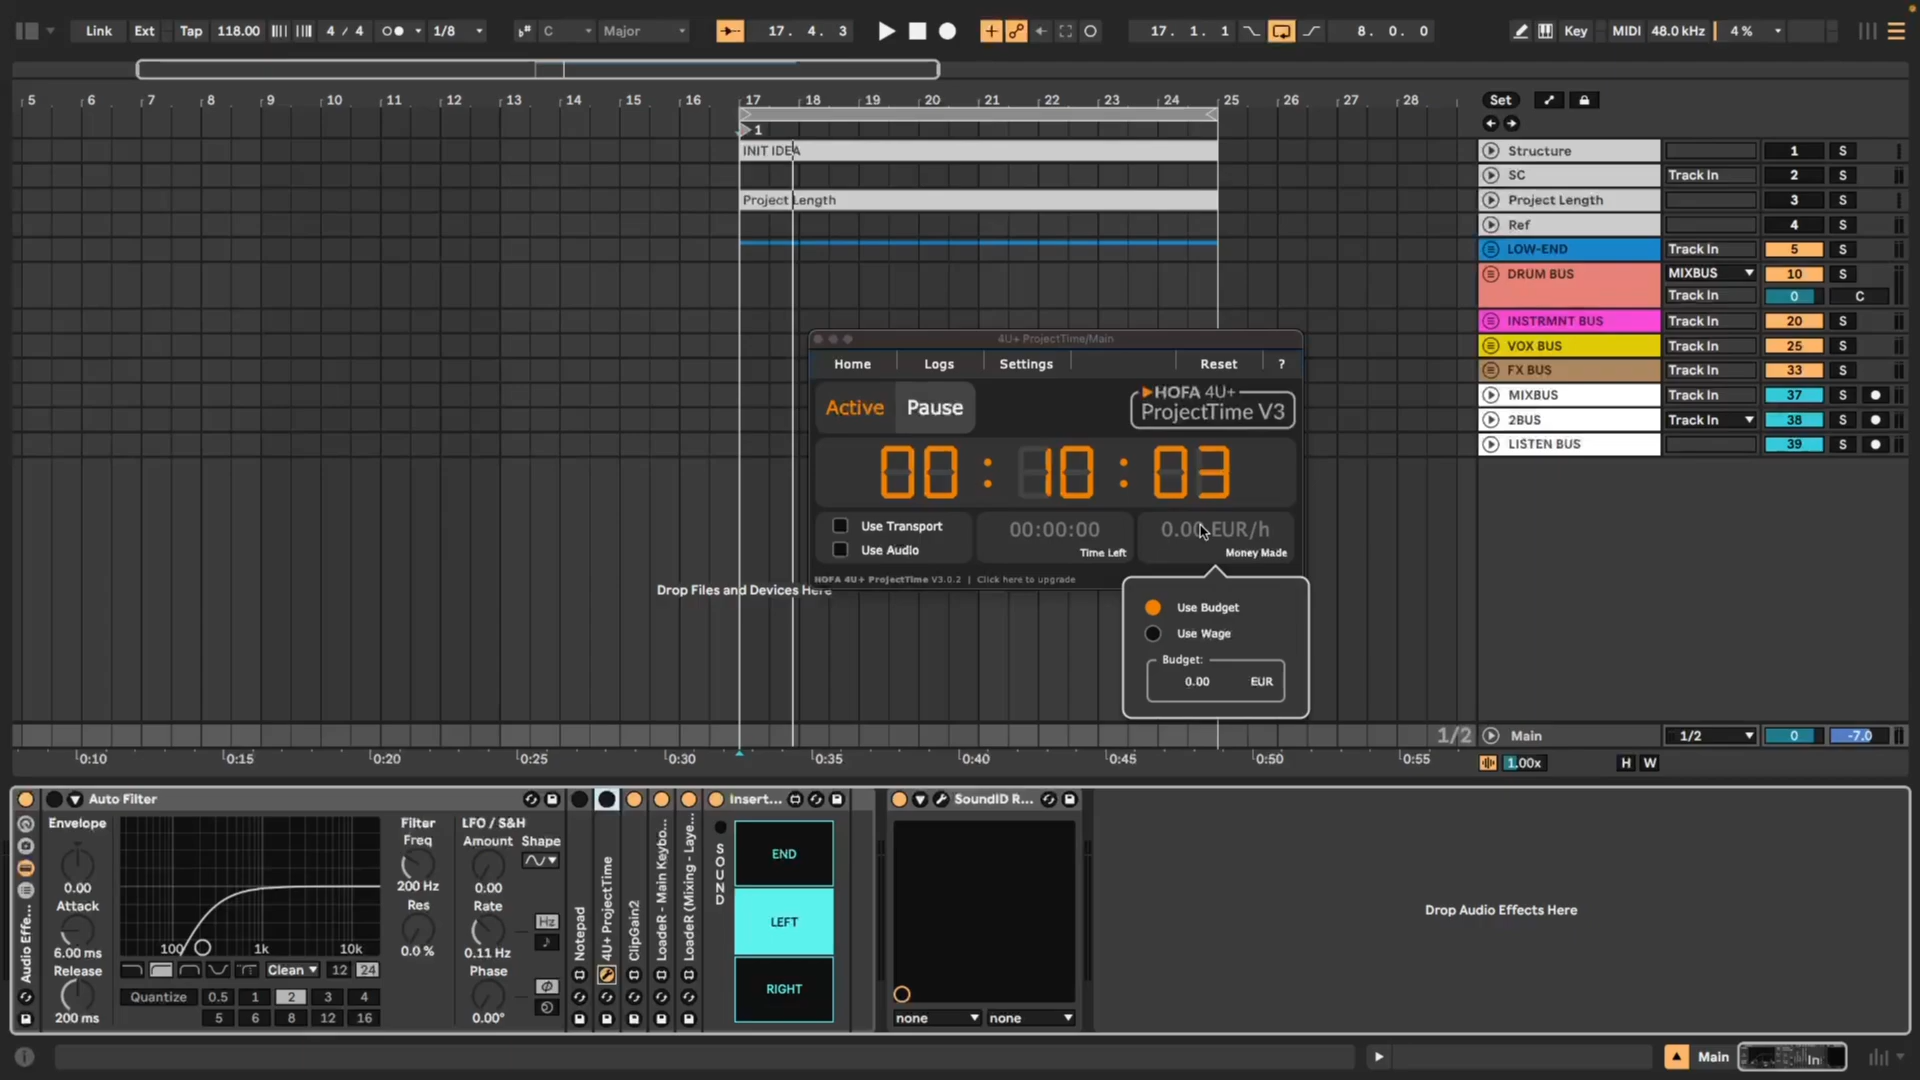 Link Ext Tap 118.00 4 / 4 1/8 C Major 17. 4. 3 17. 1. 1 8. 0. 0 Key MIDI 48.0 kHz 4 %
5 6 7 8 9 10 11 12 13 14 15 16 17 18 19 20 21 22 23 24 25 26 27 28 Set
1
INIT IDEA Structure 1 S
SC Track In 2 S
Project Length Project Length 3 S
Ref 4 S
LOW-END Track In 5 S
DRUM BUS MIXBUS 10 S
Track In 0 C
INSTRMNT BUS Track In 20 S
VOX BUS Track In 25 S
FX BUS Track In 33 S
MIXBUS Track In 37 S
2BUS Track In 38 S
LISTEN BUS 39 S
4U+ ProjectTime/Main
Home Logs Settings Reset ?
Active Pause HOFA 4U+
ProjectTime V3
00 : 10 : 03
Use Transport 00:00:00 0.00 EUR/h
Use Audio Time Left Money Made
HOFA 4U+ ProjectTime V3.0.2 | Click here to upgrade
Drop Files and Devices Here
Use Budget
Use Wage
Budget:
0.00 EUR
1/2 Main 1/2 0 -7.0
0:10 0:15 0:20 0:25 0:30 0:35 0:40 0:45 0:50 0:55 1.00x H W
Auto Filter Insert... SoundID R...
Audio Effe...
Envelope
0.00
Attack
6.00 ms
Release
200 ms
100 1k 10k
Clean 12 24
Quantize 0.5 1 2 3 4
5 6 8 12 16
Filter
Freq
200 Hz
Res
0.0 %
LFO / S&H
Amount Shape
0.00
Rate
Hz
0.11 Hz
Phase
0.00°
Notepad
4U+ ProjectTime
ClipGain2
LoadeR - Main Keybo...
LoadeR (Mixing - Laye...
SOUND
END
LEFT
RIGHT
none none
Drop Audio Effects Here
Main